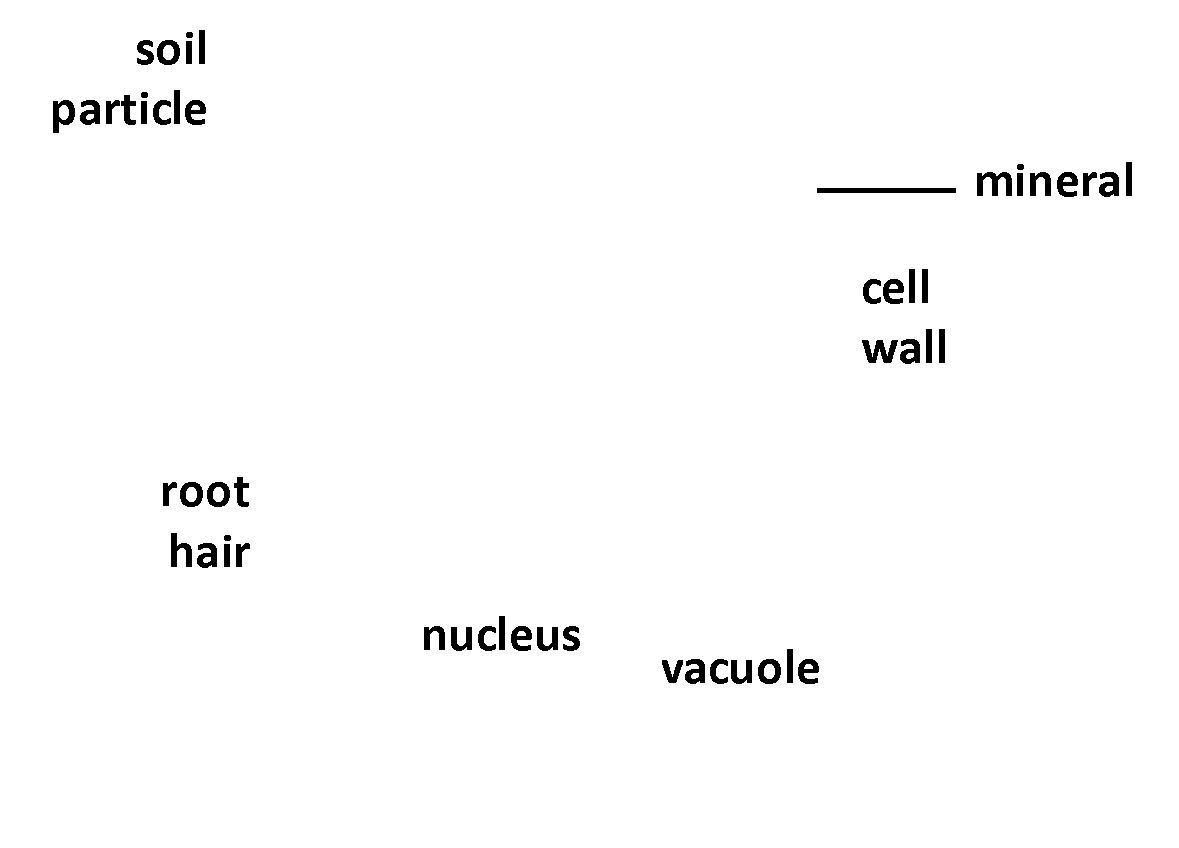 soil
particle
mineral
cell
wall
root
hair
nucleus
vacuole